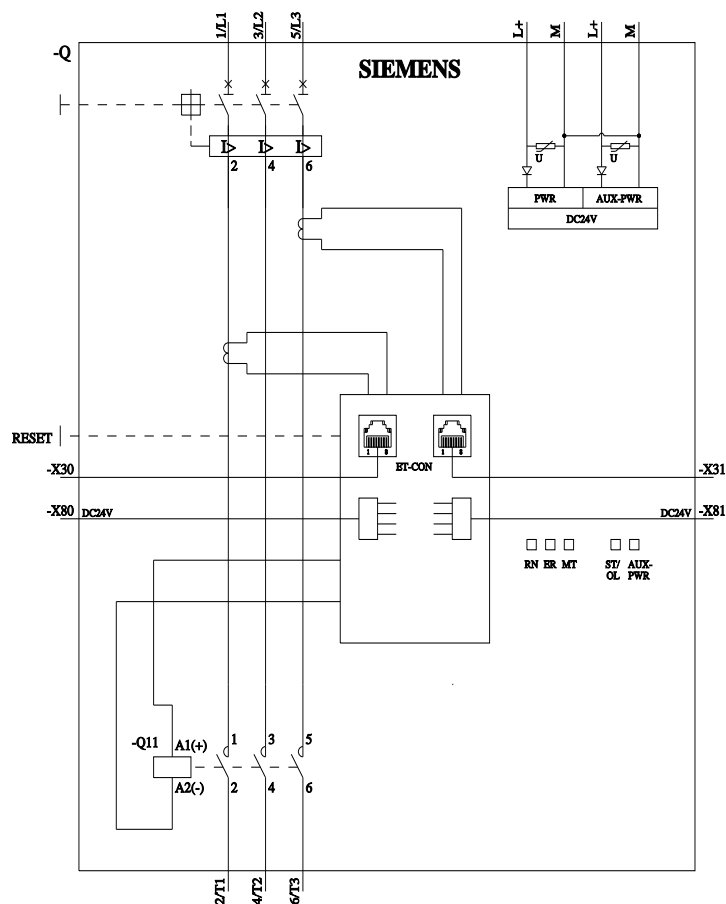 1/L1
3/L2
5/L3
L+
M
L+
M
-Q
SIEMENS
I>
I>
I>
2
4
6
U
U
PWR
AUX-PWR
DC24V
RESET
1 8
1 8
ET-CON
-X30
-X31
-X80
DC24V
DC24V
-X81
RN
ER
MT
ST/
OL
AUX-
PWR
-Q11
A1(+)
A2(-)
1
3
5
2
4
6
2/T1
4/T2
6/T3